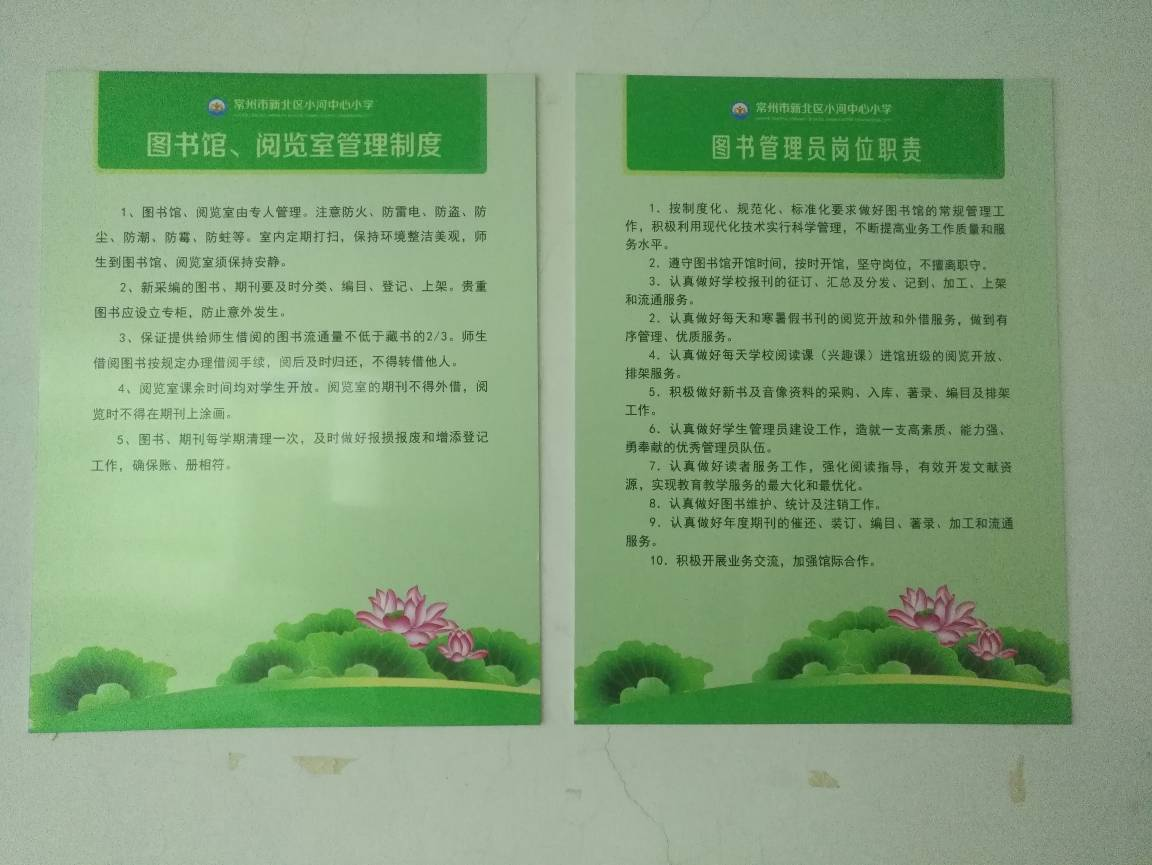 常州市新北区小河中心小学
图书馆、阅览室管理制度
1、图书馆、阅览室由专人管理。注意防火、防雷电、防盗、防
尘、防潮、防霉、防蛀等。室内定期打扫，保持环境整洁美观，师
生到图书馆、阅览室须保持安静。
2、新采编的图书、期刊要及时分类、编目、登记、上架。贵重
图书应设立专柜，防止意外发生。
3、保证提供给师生借阅的图书流通量不低于藏书的2/3。师生
借阅图书按规定办理借阅手续，阅后及时归还，不得转借他人。
4、阅览室课余时间均对学生开放。阅览室的期刊不得外借，阅
览时不得在期刊上涂画。
5、图书、期刊每学期清理一次，及时做好报损报废和增添登记
工作，确保账、册相符。
常州市新北区小河中心小学
图书管理员岗位职责
1．按制度化、规范化、标准化要求做好图书馆的常规管理工
作，积极利用现代化技术实行科学管理，不断提高业务工作质量和服
务水平。
2．遵守图书馆开馆时间，按时开馆，坚守岗位，不擅离职守。
3．认真做好学校报刊的征订、汇总及分发、记到、加工、上架
和流通服务。
2．认真做好每天和寒暑假书刊的阅览开放和外借服务，做到有
序管理、优质服务。
4．认真做好每天学校阅读课（兴趣课）进馆班级的阅览开放、
排架服务。
5．积极做好新书及音像资料的采购、入库、著录、编目及排架
工作。
6．认真做好学生管理员建设工作，造就一支高素质、能力强、
勇奉献的优秀管理员队伍。
7．认真做好读者服务工作，强化阅读指导，有效开发文献资
源，实现教育教学服务的最大化和最优化。
8．认真做好图书维护、统计及注销工作。
9．认真做好年度期刊的催还、装订、编目、著录、加工和流通
服务。
10．积极开展业务交流，加强馆际合作。